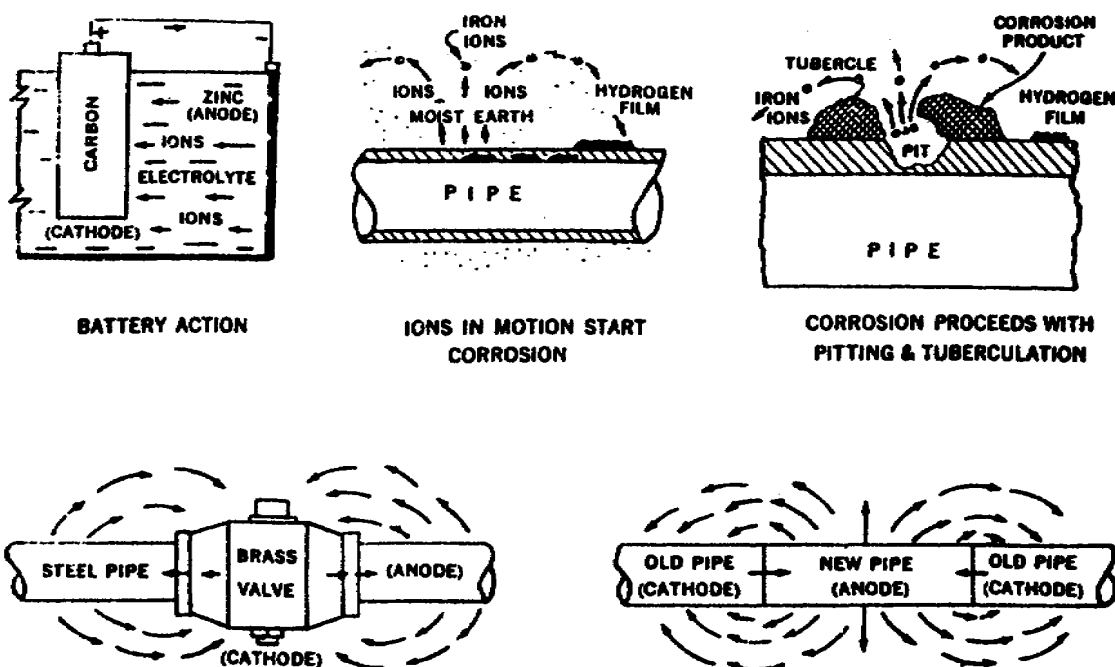 +
CARBON
ZINC
(ANODE)
IONS
ELECTROLYTE
IONS
(CATHODE)
BATTERY ACTION
IRON
IONS
IONS
IONS
MOIST EARTH
HYDROGEN
FILM
PIPE
IONS IN MOTION START
CORROSION
CORROSION
PRODUCT
TUBERCLE
IRON
IONS
HYDROGEN
FILM
PIT
PIPE
CORROSION PROCEEDS WITH
PITTING & TUBERCULATION
STEEL PIPE
BRASS
VALVE
(ANODE)
(CATHODE)
OLD PIPE
(CATHODE)
NEW PIPE
(ANODE)
OLD PIPE
(CATHODE)